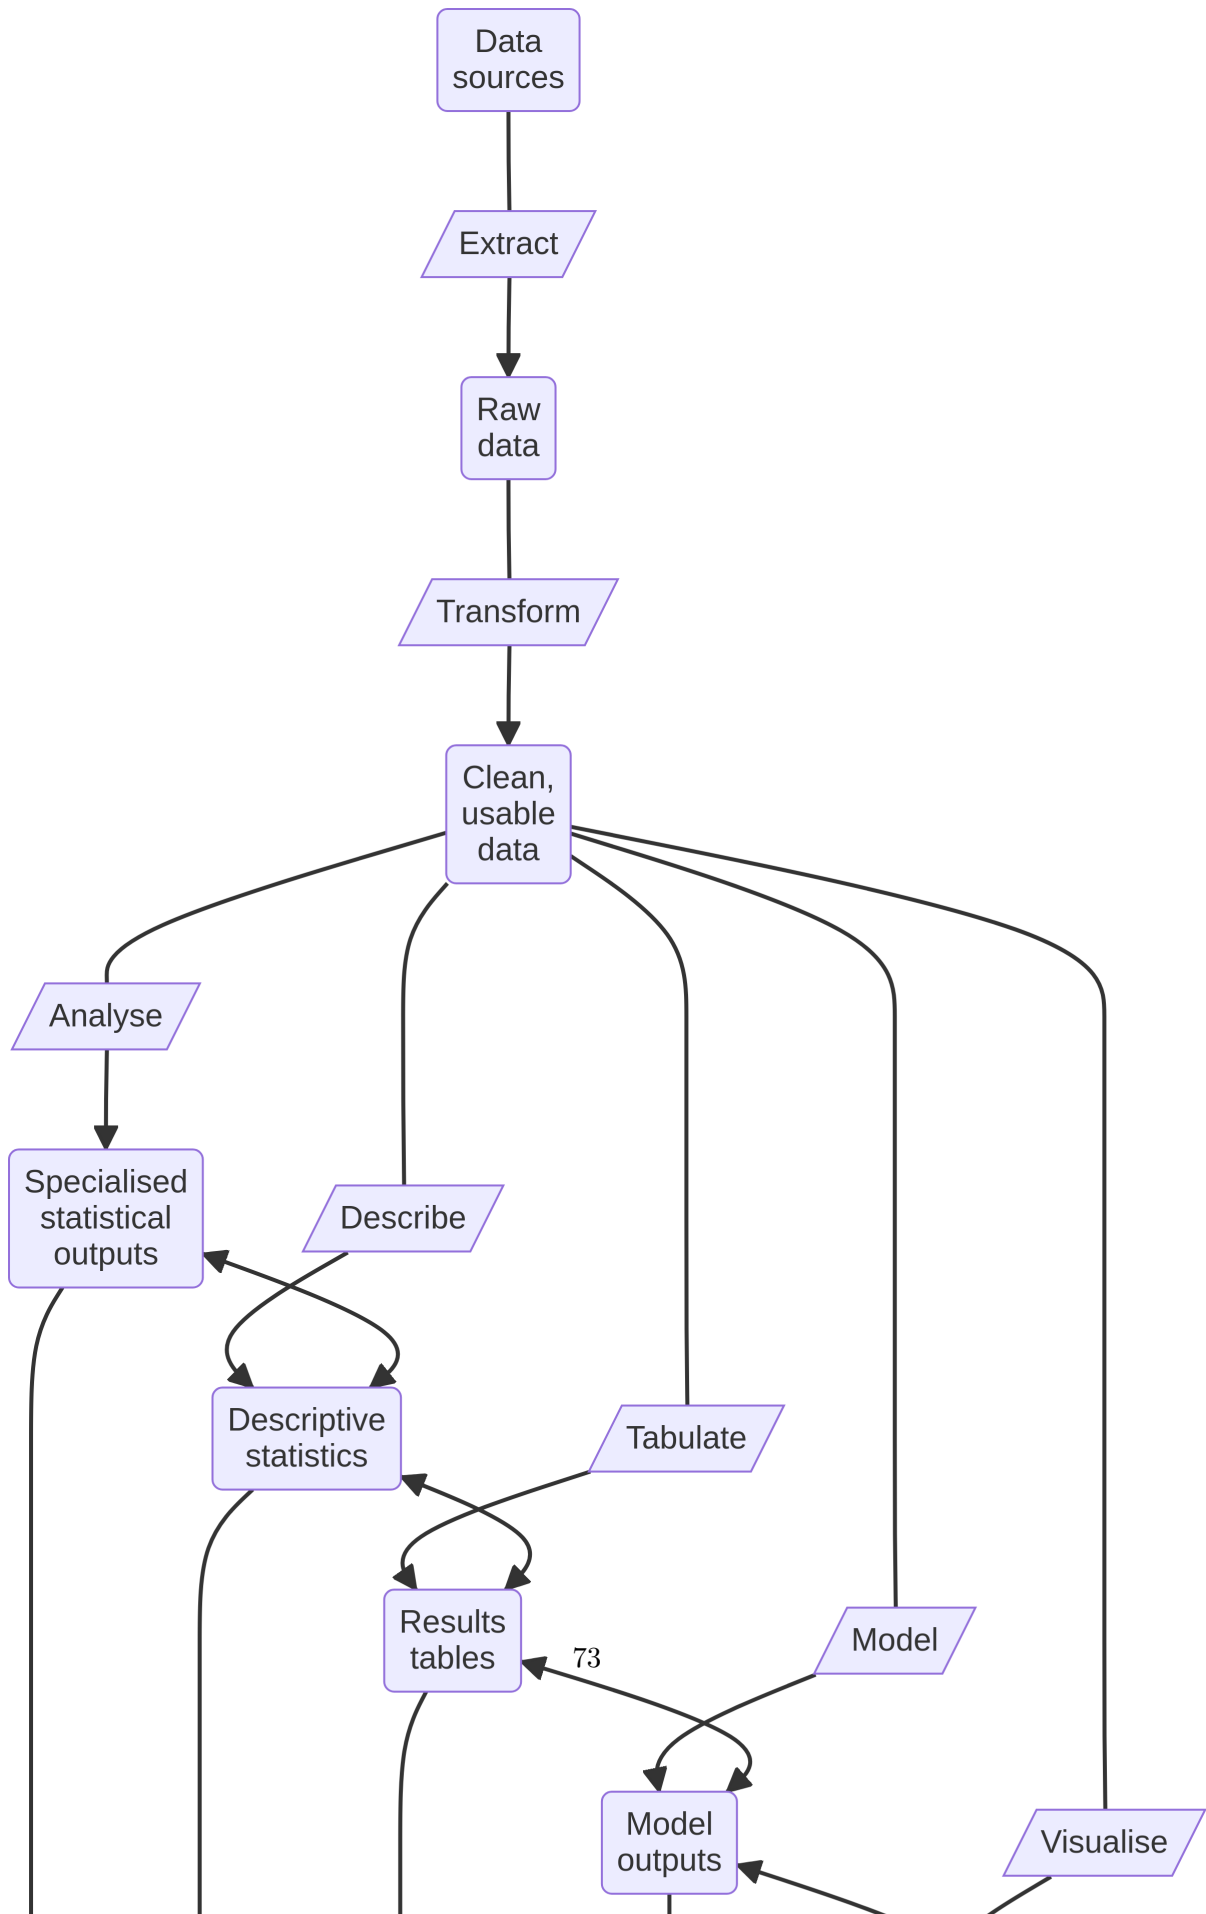 Data
sources
Extract
Raw
data
Transform
Clean,
usable
data
Analyse
Specialised
statistical
outputs
Describe
Descriptive
statistics
Tabulate
Results
tables
73
Model
Model
outputs
Visualise